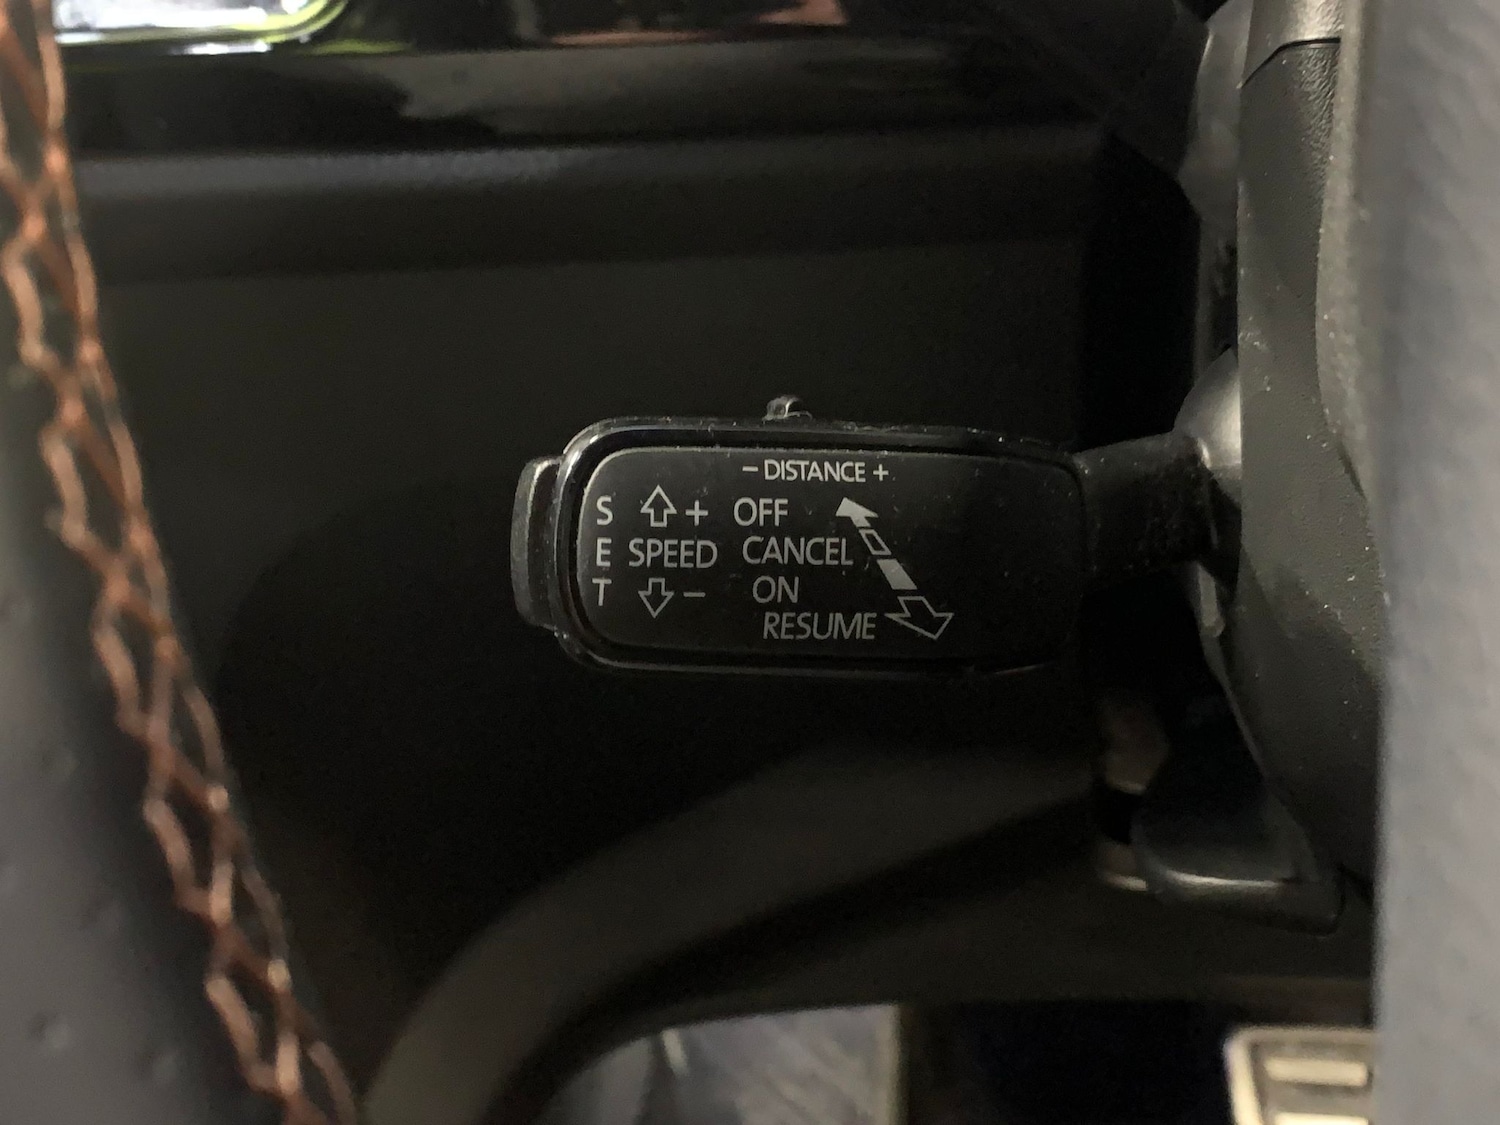 − DISTANCE +
S + OFF
E SPEED CANCEL
T − ON
RESUME